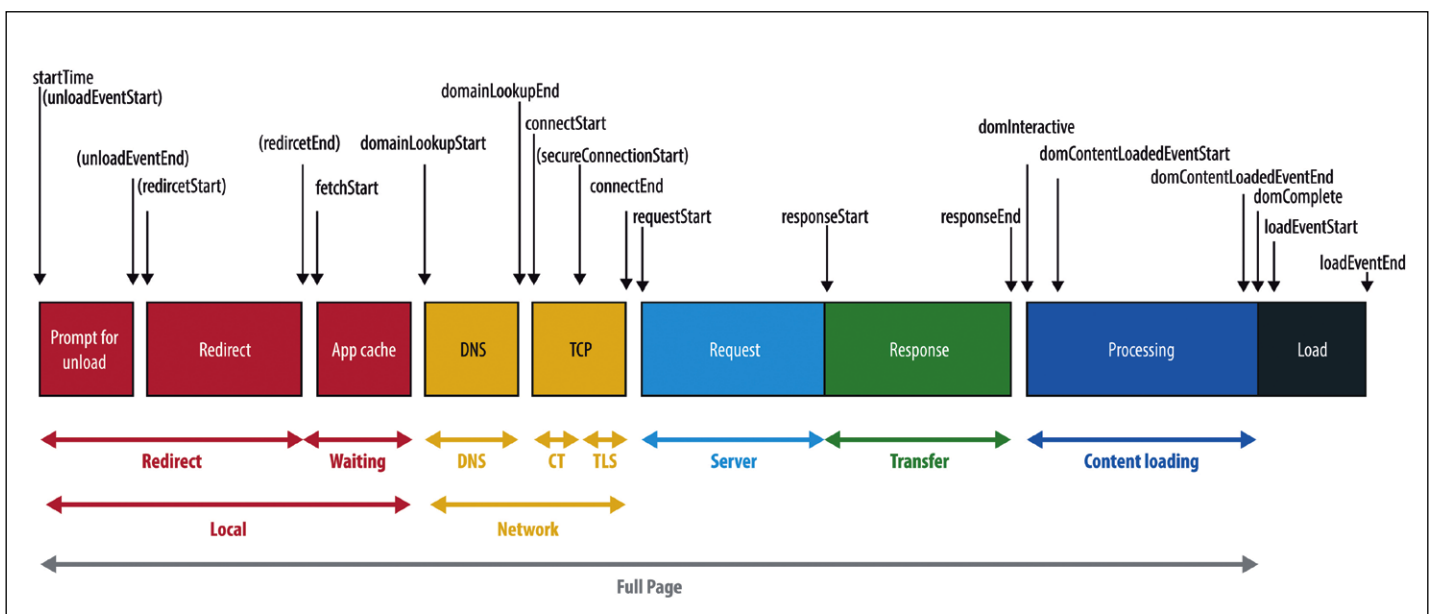 startTime
(unloadEventStart)
(unloadEventEnd)
(redircetStart)
(redircetEnd)
fetchStart
domainLookupStart
domainLookupEnd
connectStart
(secureConnectionStart)
connectEnd
requestStart
responseStart
responseEnd
domInteractive
domContentLoadedEventStart
domContentLoadedEventEnd
domComplete
loadEventStart
loadEventEnd
Prompt for
unload
Redirect
App cache
DNS
TCP
Request
Response
Processing
Load
Redirect
Waiting
DNS
CT
TLS
Server
Transfer
Content loading
Local
Network
Full Page